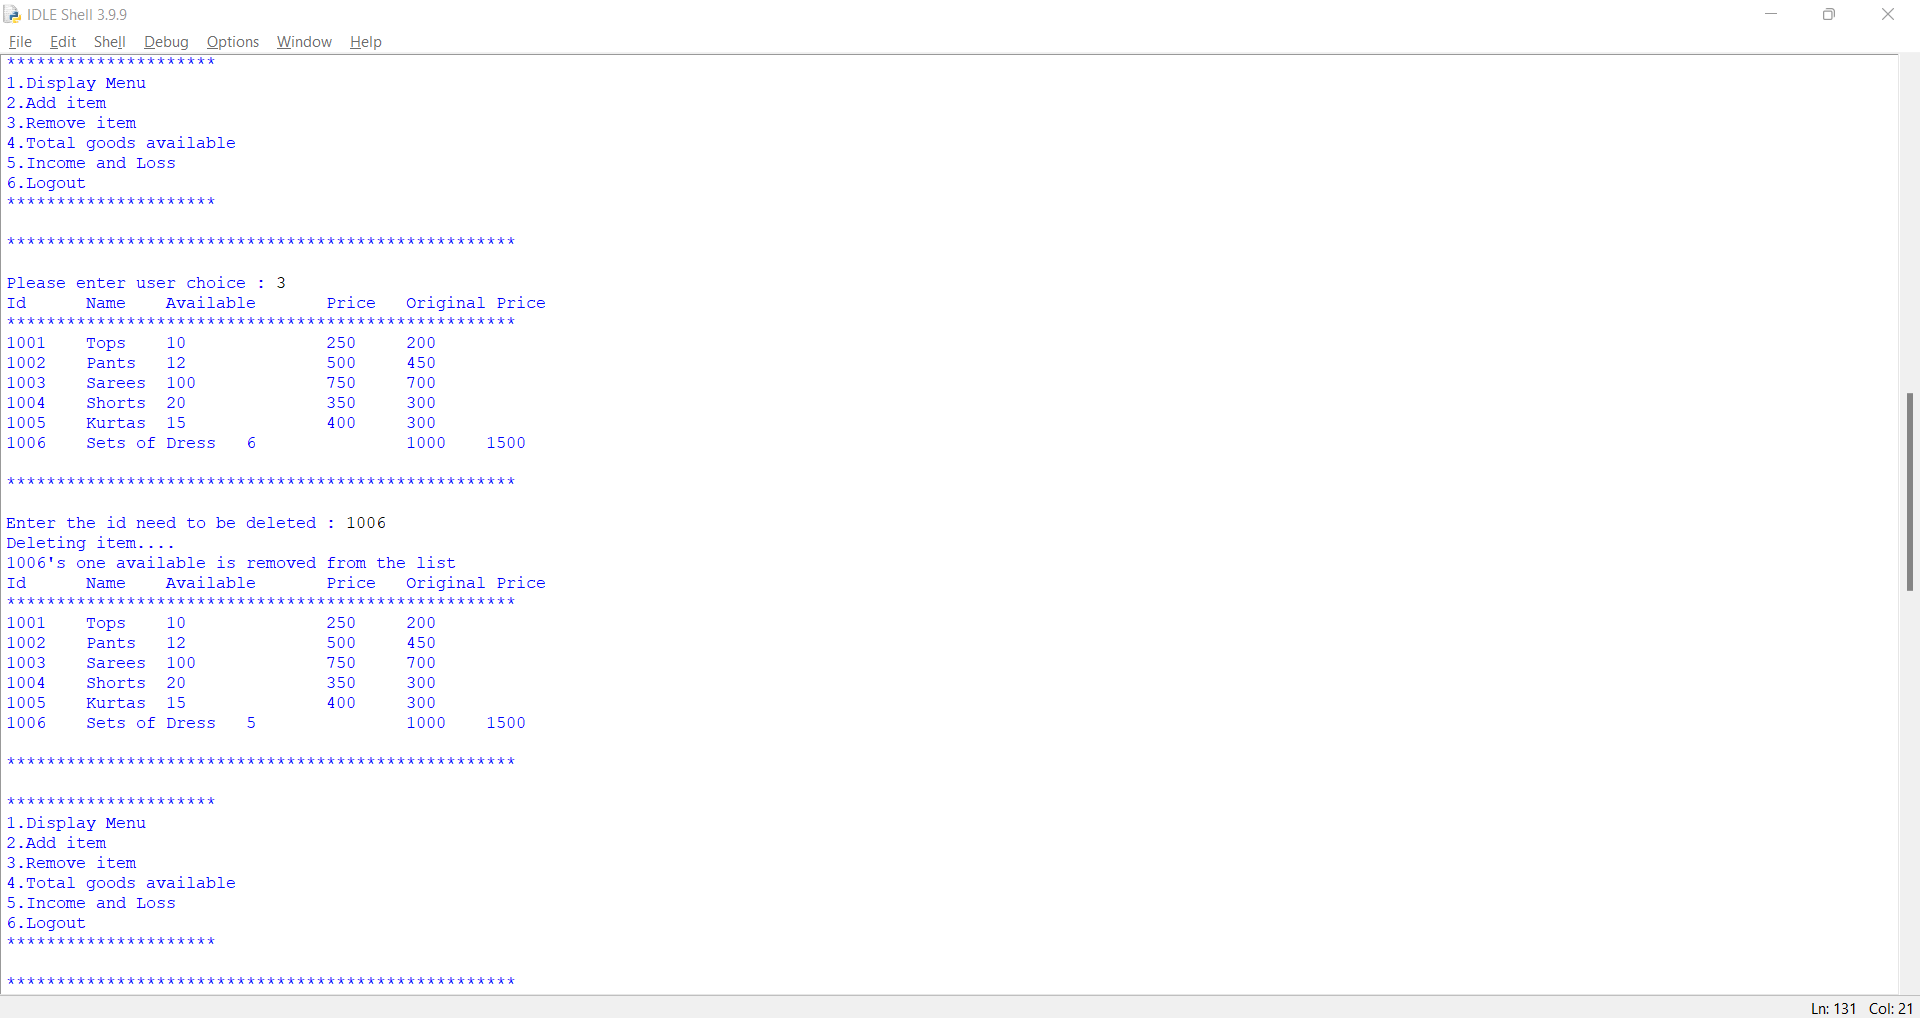 IDLE Shell 3.9.9
File Edit Shell Debug Options Window Help
*********************
1.Display Menu
2.Add item
3.Remove item
4.Total goods available
5.Income and Loss
6.Logout
*********************
***************************************************
Please enter user choice : 3
Id Name Available Price Original Price
***************************************************
1001 Tops 10 250 200
1002 Pants 12 500 450
1003 Sarees 100 750 700
1004 Shorts 20 350 300
1005 Kurtas 15 400 300
1006 Sets of Dress 6 1000 1500
***************************************************
Enter the id need to be deleted : 1006
Deleting item....
1006's one available is removed from the list
Id Name Available Price Original Price
***************************************************
1001 Tops 10 250 200
1002 Pants 12 500 450
1003 Sarees 100 750 700
1004 Shorts 20 350 300
1005 Kurtas 15 400 300
1006 Sets of Dress 5 1000 1500
***************************************************
*********************
1.Display Menu
2.Add item
3.Remove item
4.Total goods available
5.Income and Loss
6.Logout
*********************
***************************************************
Ln: 131 Col: 21